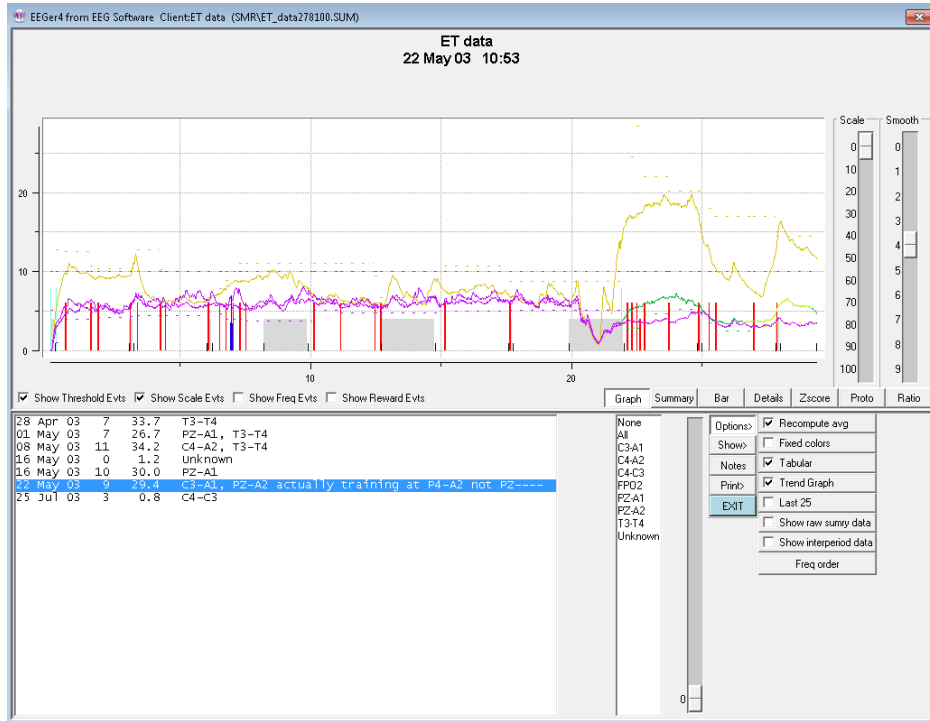 EEGer4 from EEG Software Client:ET data (SMR\ET_data278100.SUM)
ET data
22 May 03 10:53
Scale
Smooth
20
10
0
10
20
0
10
20
30
40
50
60
70
80
90
100
0
1
2
3
4
5
6
7
8
9
Show Threshold Evts
Show Scale Evts
Show Freq Evts
Show Reward Evts
Graph
Summary
Bar
Details
Zscore
Proto
Ratio
28 Apr 03 7 33.7 T3-T4
01 May 03 7 26.7 PZ-A1, T3-T4
08 May 03 11 34.2 C4-A2, T3-T4
16 May 03 0 1.2 Unknown
16 May 03 10 30.0 PZ-A1
22 May 03 9 29.4 C3-A1, PZ-A2 actually training at P4-A2 not PZ----
25 Jul 03 3 0.8 C4-C3
None
All
C3-A1
C4-A2
C4-C3
FPO2
PZ-A1
PZ-A2
T3-T4
Unknown
0
Options>
Show>
Notes
Print>
EXIT
Recompute avg
Fixed colors
Tabular
Trend Graph
Last 25
Show raw sumry data
Show interperiod data
Freq order